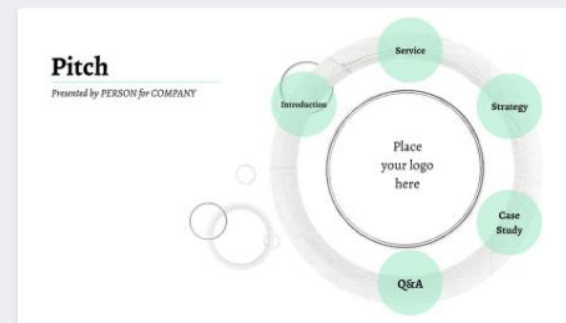 Pitch
Presented by PERSON for COMPANY
Introduction
Service
Strategy
Case
Study
Q&A
Place
your logo
here